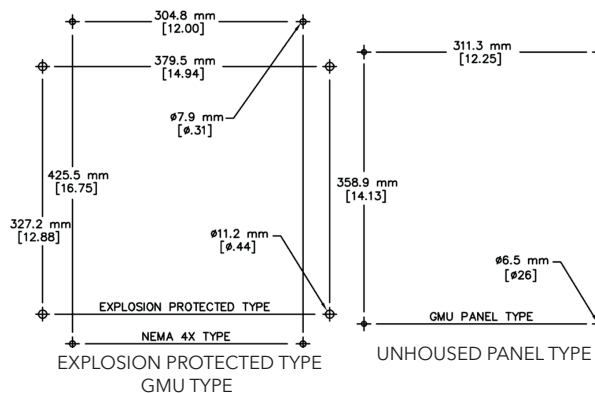 304.8 mm
[12.00]
379.5 mm
[14.94]
ø7.9 mm
[ø.31]
425.5 mm
[16.75]
327.2 mm
[12.88]
ø11.2 mm
[ø.44]
EXPLOSION PROTECTED TYPE
NEMA 4X TYPE
EXPLOSION PROTECTED TYPE
GMU TYPE
311.3 mm
[12.25]
358.9 mm
[14.13]
ø6.5 mm
[ø26]
GMU PANEL TYPE
UNHOUSED PANEL TYPE